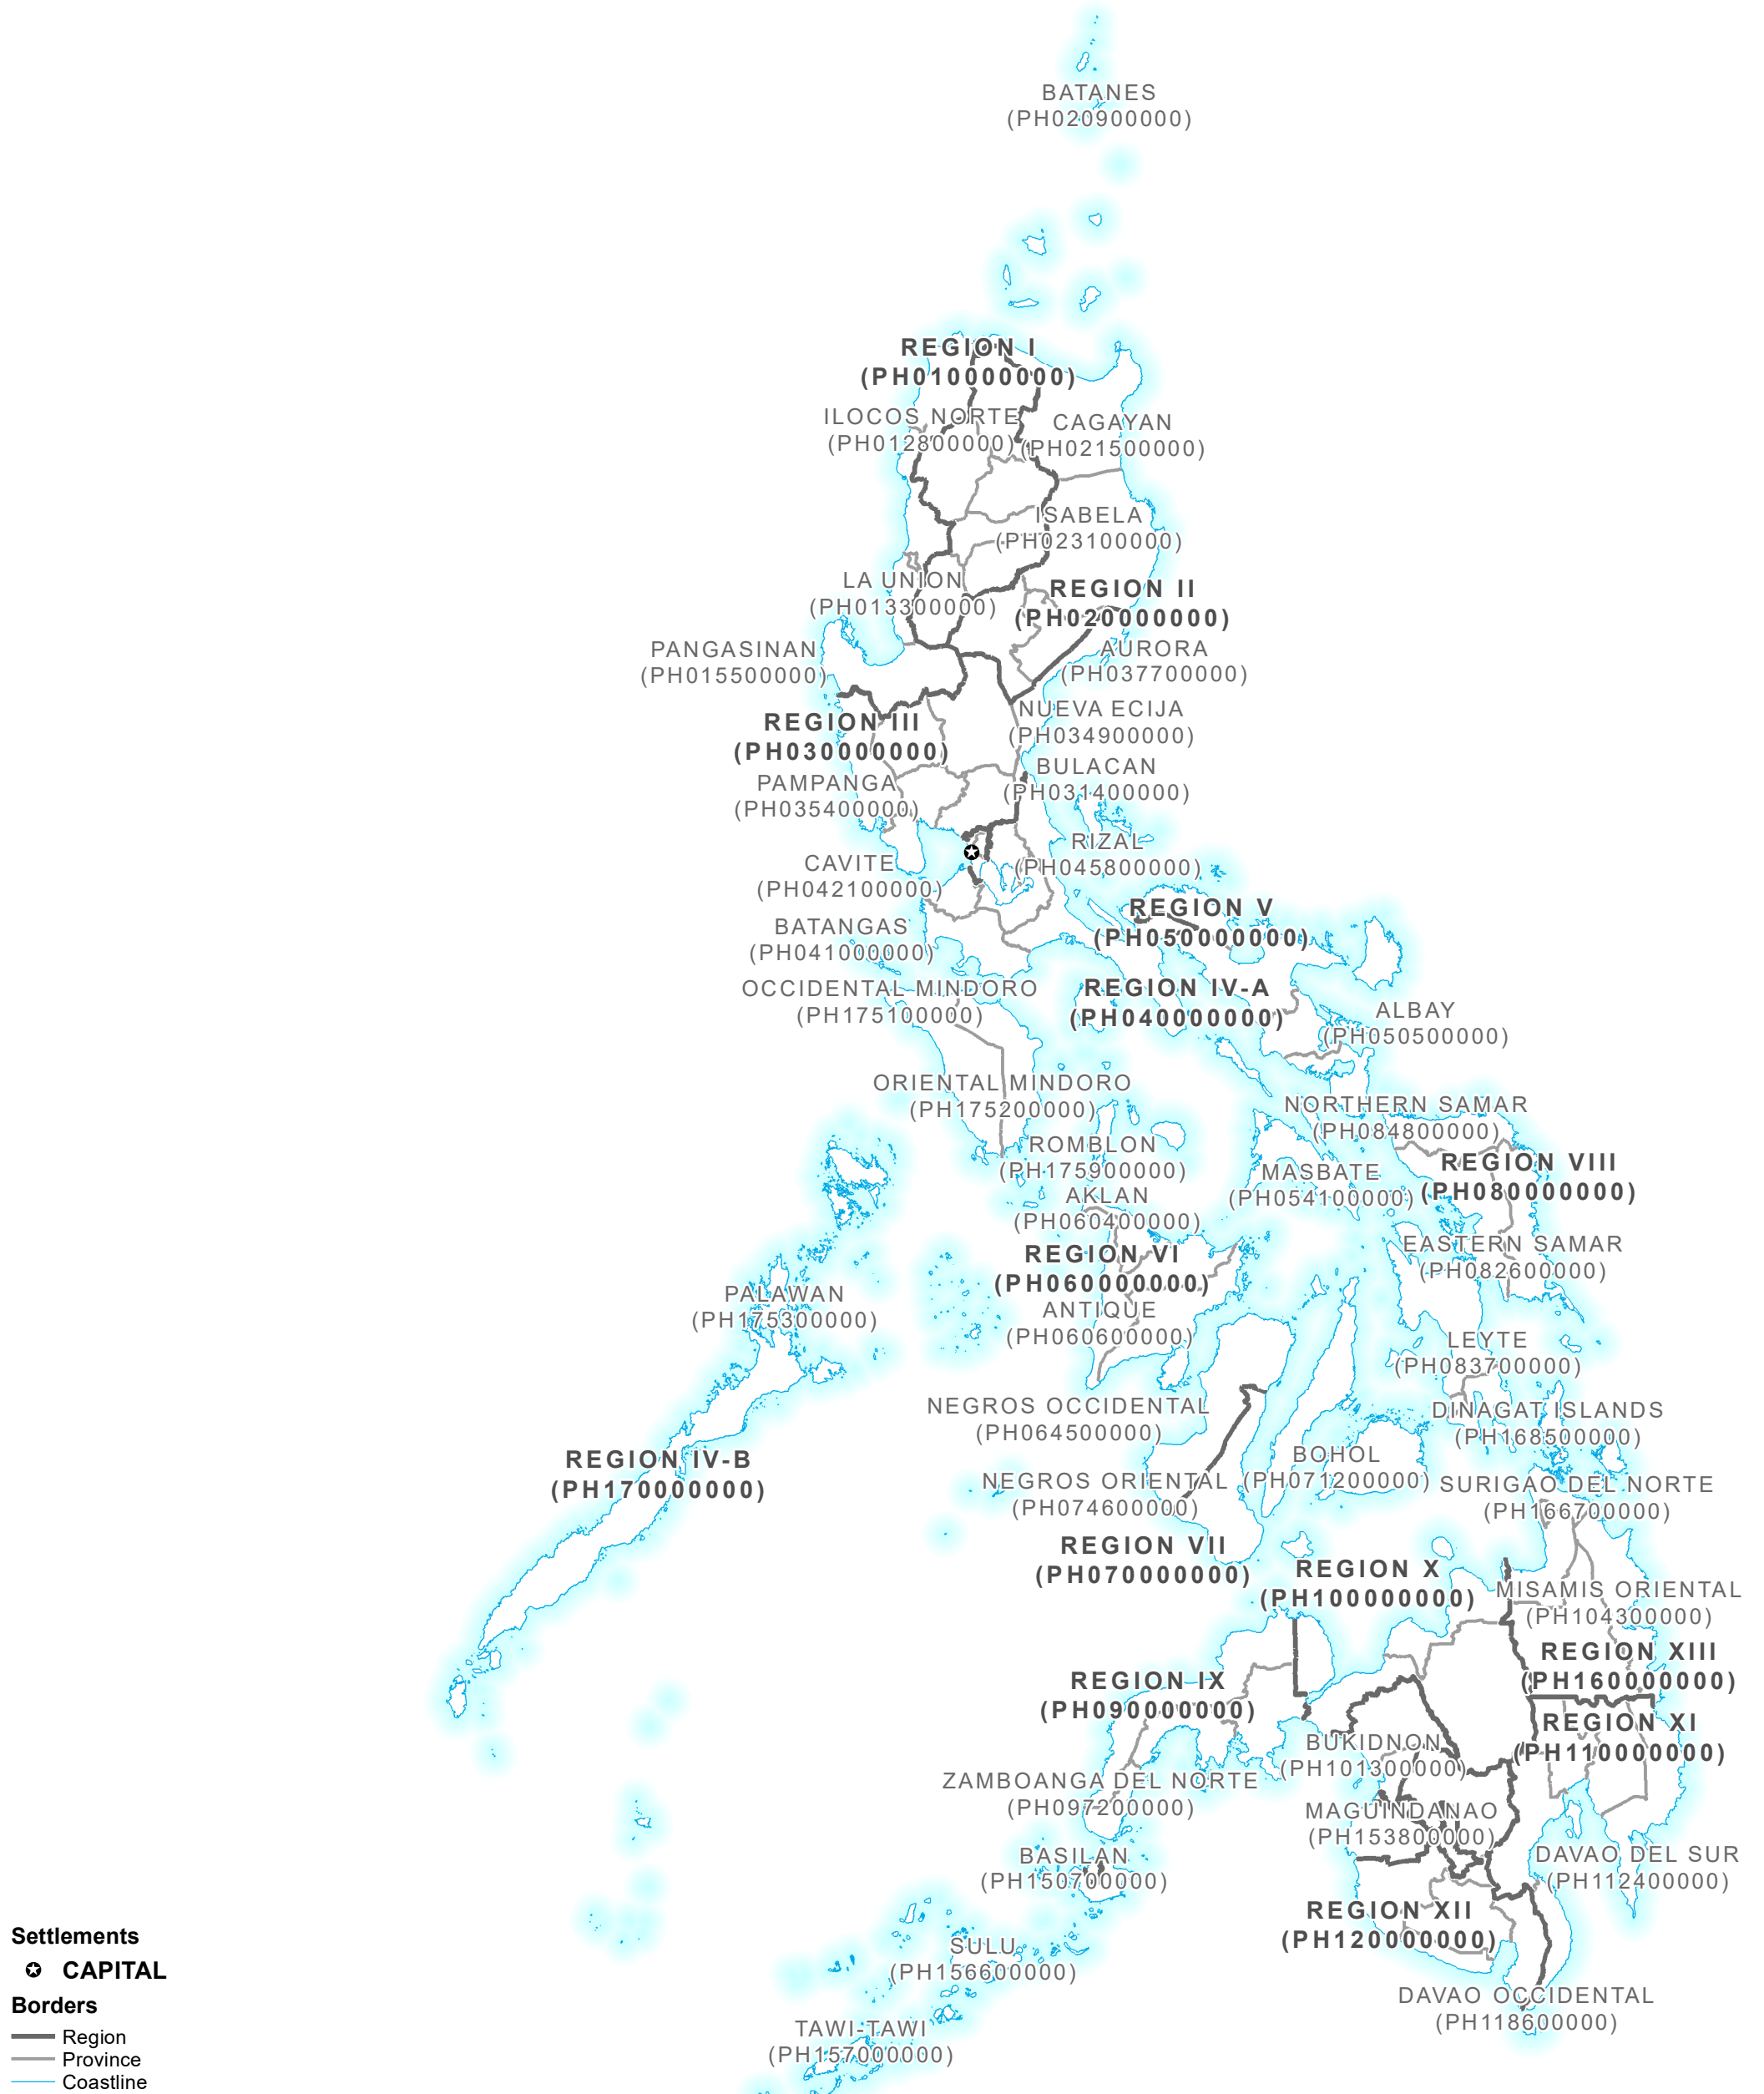 BATANES
(PH020900000)
REGION I
(PH010000000)
ILOCOS NORTE
(PH012800000)
CAGAYAN
(PH021500000)
ISABELA
(PH023100000)
LA UNION
(PH013300000)
REGION II
(PH020000000)
PANGASINAN
(PH015500000)
AURORA
(PH037700000)
REGION III
(PH030000000)
NUEVA ECIJA
(PH034900000)
BULACAN
(PH031400000)
PAMPANGA
(PH035400000)
RIZAL
(PH045800000)
CAVITE
(PH042100000)
REGION V
(PH050000000)
BATANGAS
(PH041000000)
OCCIDENTAL MINDORO
(PH175100000)
REGION IV-A
(PH040000000)
ALBAY
(PH050500000)
ORIENTAL MINDORO
(PH175200000)
NORTHERN SAMAR
(PH084800000)
ROMBLON
(PH175900000)
MASBATE
(PH054100000)
REGION VIII
(PH080000000)
AKLAN
(PH060400000)
REGION VI
(PH060000000)
EASTERN SAMAR
(PH082600000)
PALAWAN
(PH175300000)
ANTIQUE
(PH060600000)
LEYTE
(PH083700000)
NEGROS OCCIDENTAL
(PH064500000)
DINAGAT ISLANDS
(PH168500000)
REGION IV-B
(PH170000000)
BOHOL
(PH071200000)
NEGROS ORIENTAL
(PH074600000)
SURIGAO DEL NORTE
(PH166700000)
REGION VII
(PH070000000)
REGION X
(PH100000000)
MISAMIS ORIENTAL
(PH104300000)
REGION XIII
(PH160000000)
REGION IX
(PH090000000)
REGION XI
(PH110000000)
BUKIDNON
(PH101300000)
ZAMBOANGA DEL NORTE
(PH097200000)
MAGUINDANAO
(PH153800000)
BASILAN
(PH150700000)
DAVAO DEL SUR
(PH112400000)
REGION XII
(PH120000000)
SULU
(PH156600000)
DAVAO OCCIDENTAL
(PH118600000)
TAWI-TAWI
(PH157000000)
Settlements
CAPITAL
Borders
Region
Province
Coastline